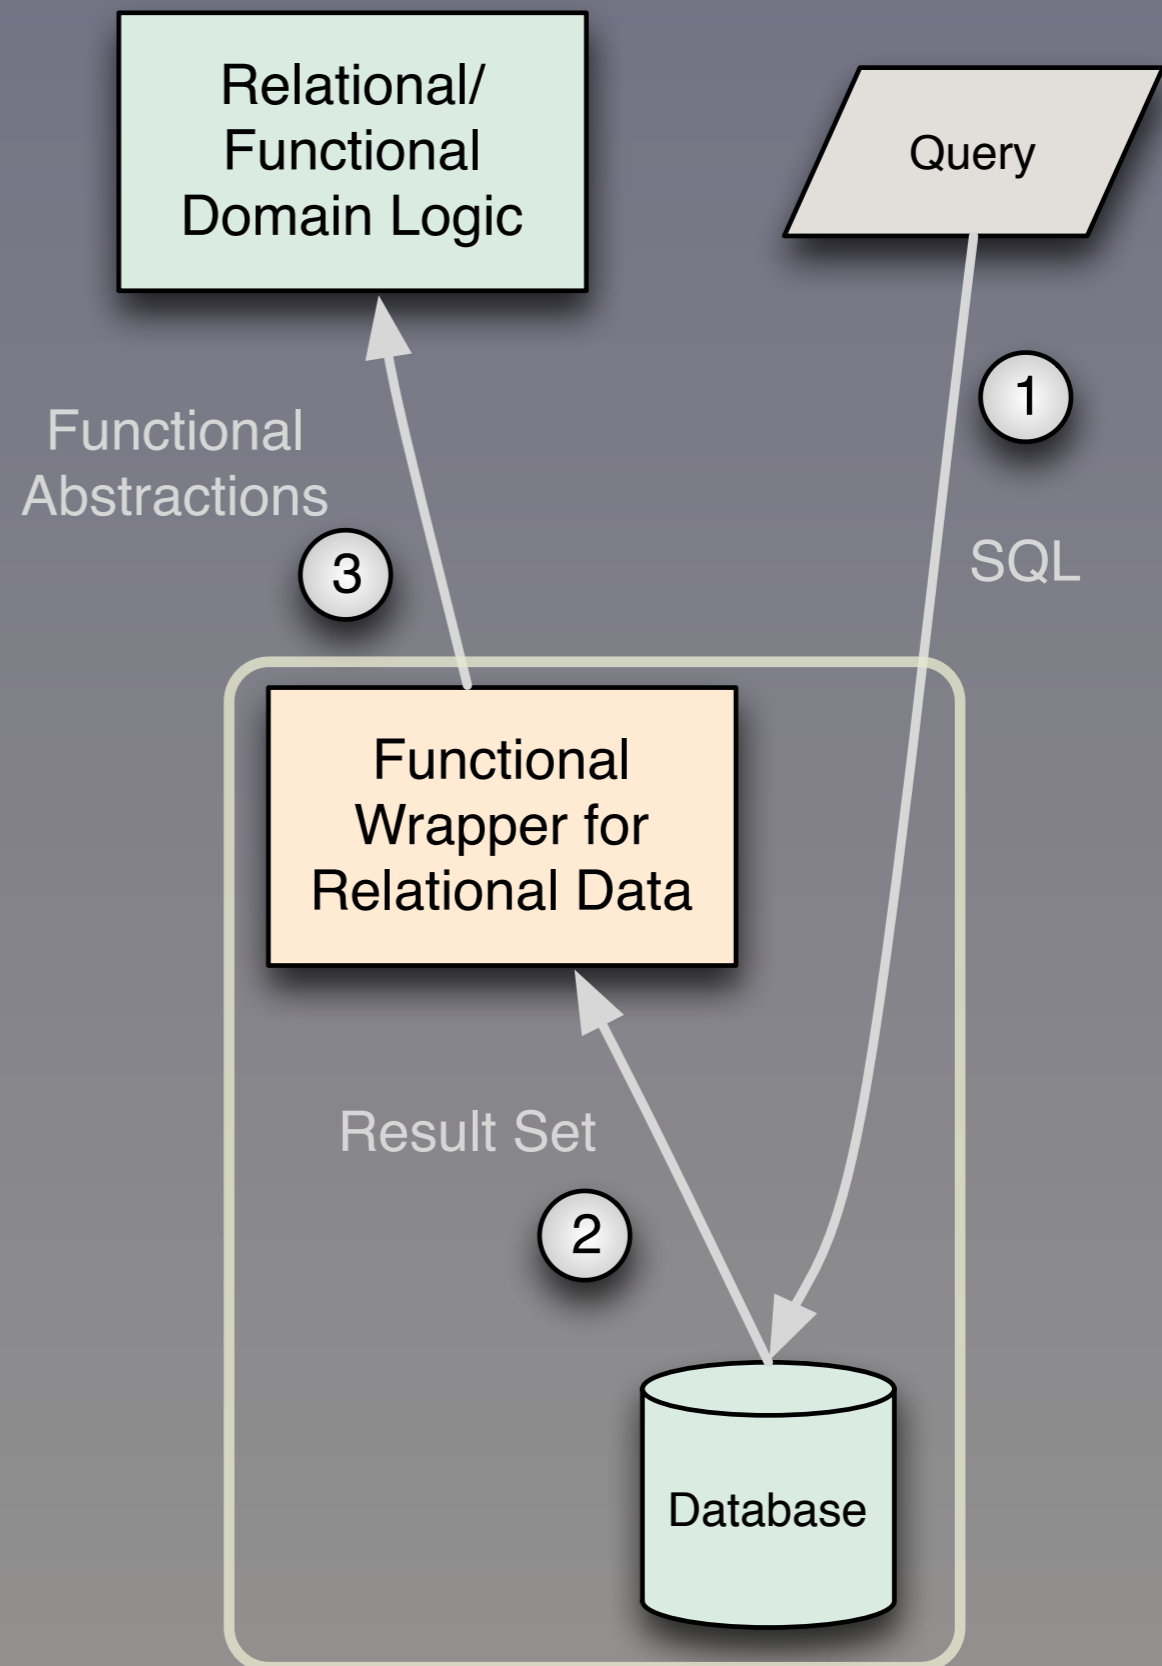 Relational/
Functional
Domain Logic
Query
1
Functional
Abstractions
3
SQL
Functional
Wrapper for
Relational Data
Result Set
2
Database